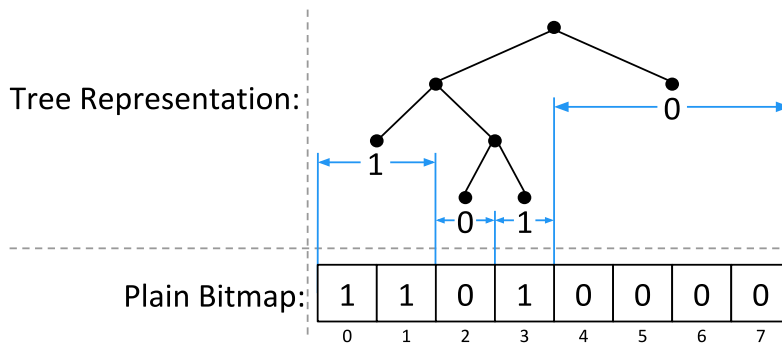 Tree Representation:
0
1
0 1
Plain Bitmap: 1 1 0 1 0 0 0 0
0 1 2 3 4 5 6 7